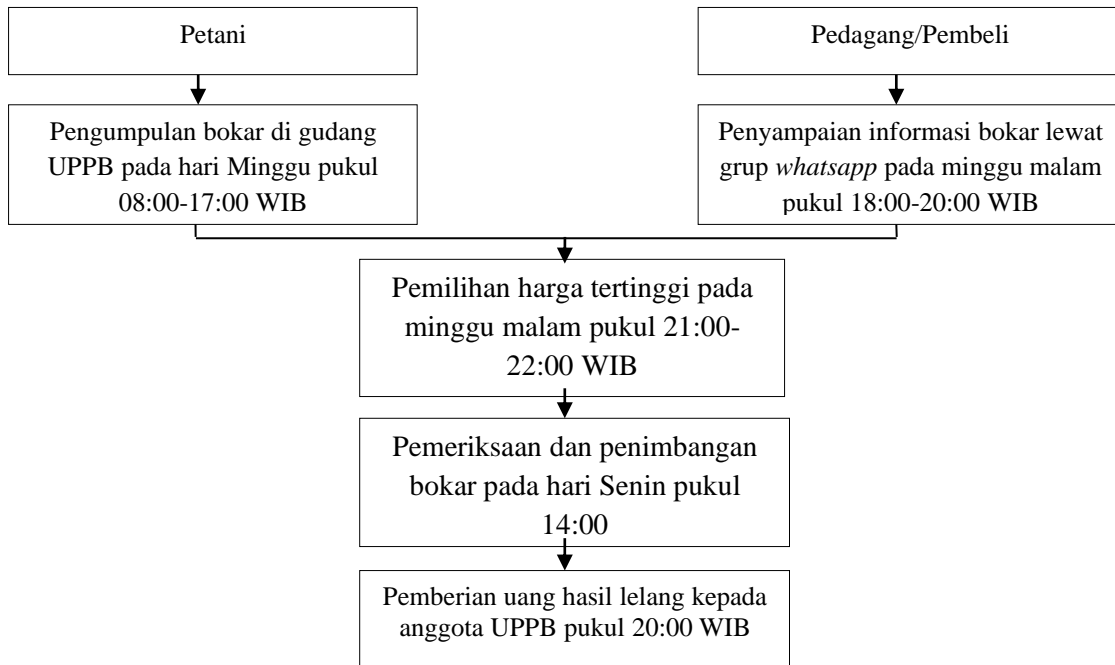 Petani
Pedagang/Pembeli
Pengumpulan bokar di gudang
UPPB pada hari Minggu pukul
08:00-17:00 WIB
Penyampaian informasi bokar lewat
grup whatsapp pada minggu malam
pukul 18:00-20:00 WIB
Pemilihan harga tertinggi pada
minggu malam pukul 21:00-
22:00 WIB
Pemeriksaan dan penimbangan
bokar pada hari Senin pukul
14:00
Pemberian uang hasil lelang kepada
anggota UPPB pukul 20:00 WIB